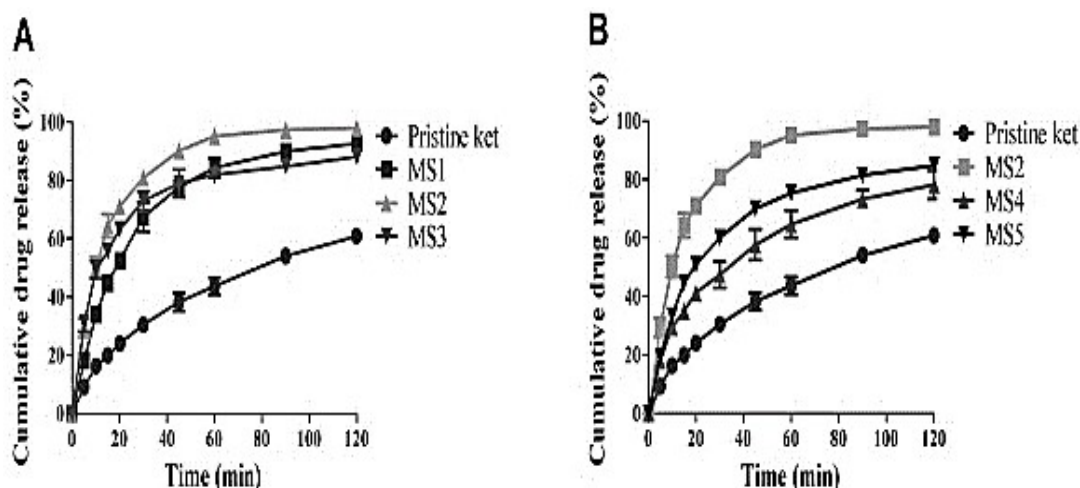 A
Cumulative drug release (%)
100
80
60
40
20
0
0 20 40 60 80 100 120
Time (min)
Pristine ket
MS1
MS2
MS3
B
Cumulative drug release (%)
100
80
60
40
20
0
0 20 40 60 80 100 120
Time (min)
Pristine ket
MS2
MS4
MS5